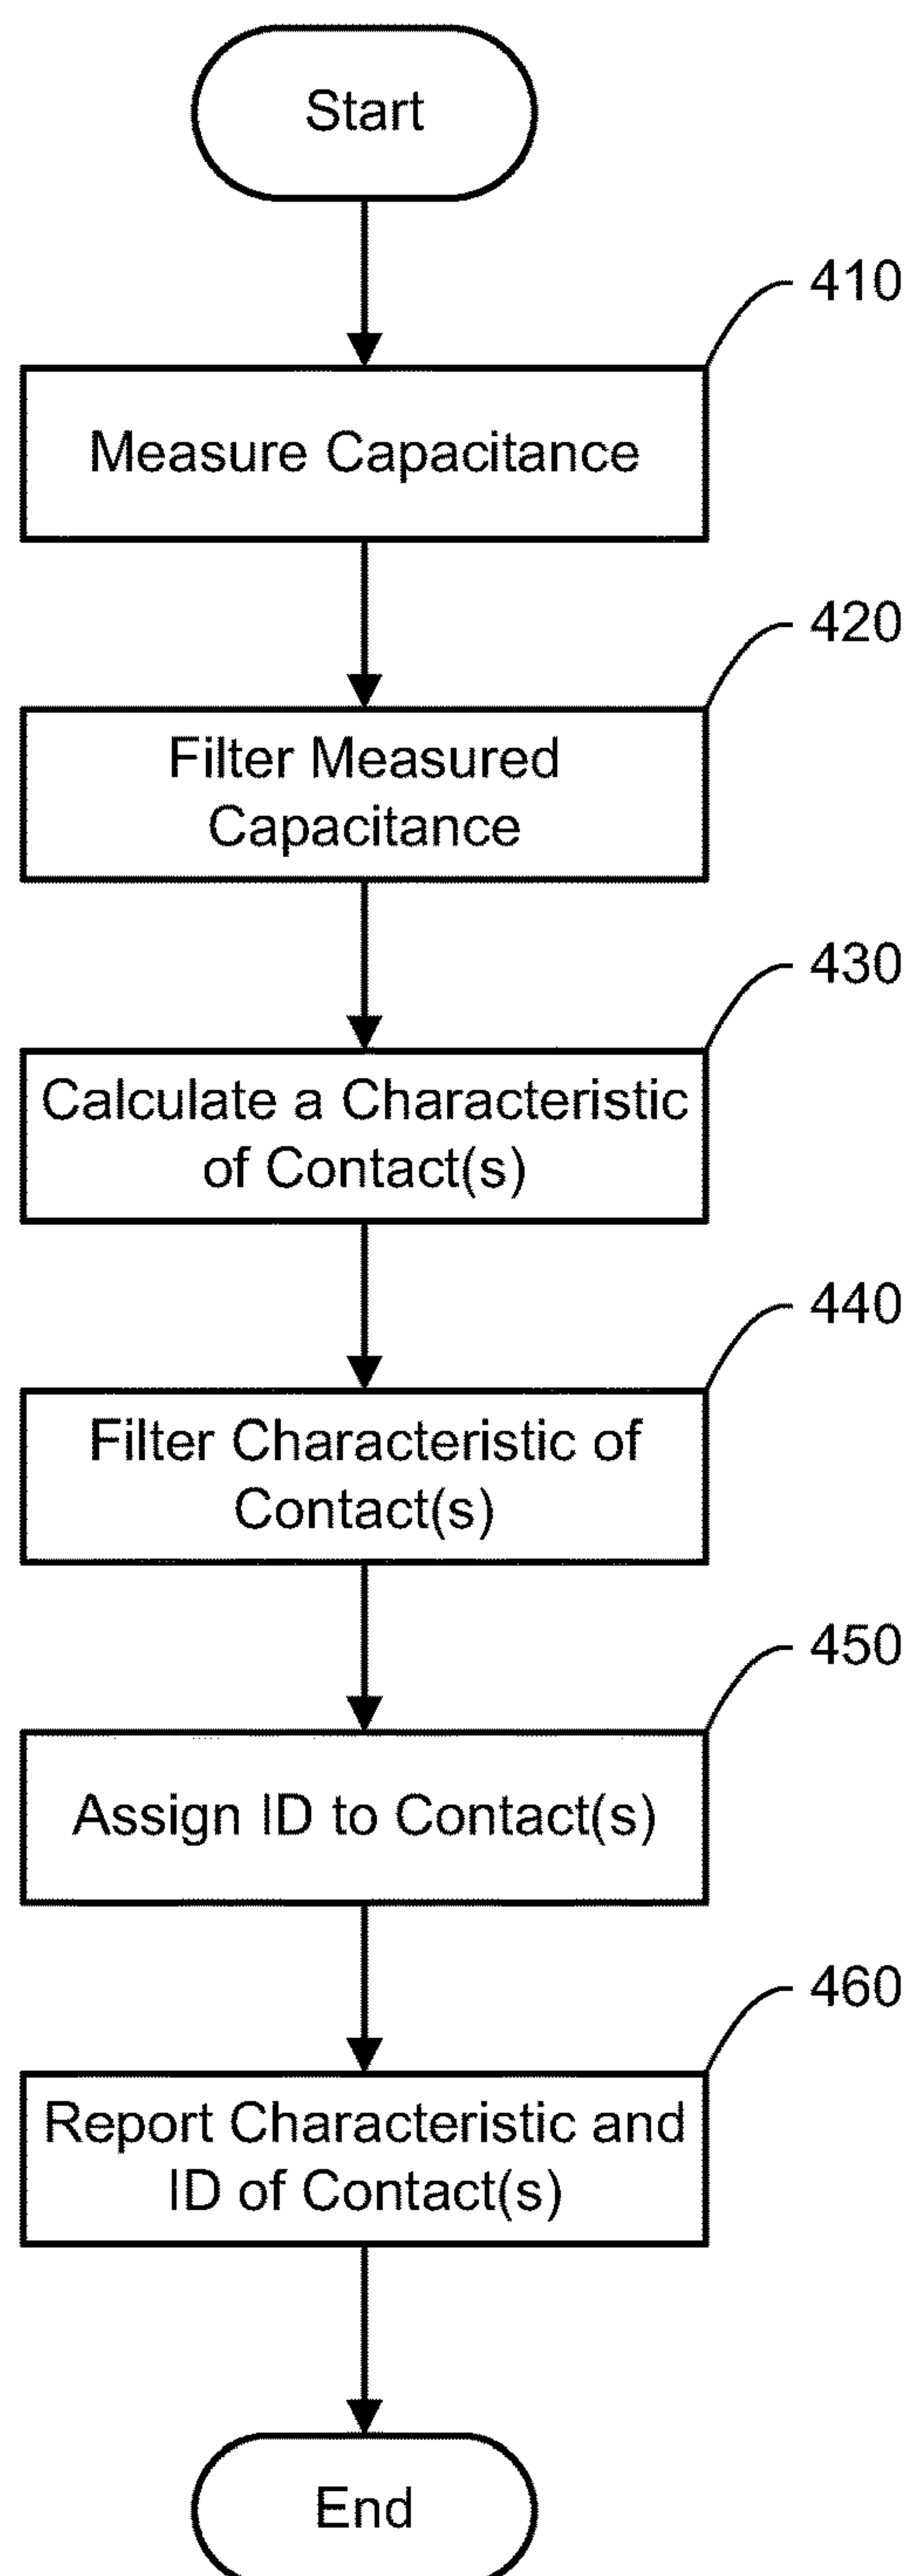 Start
410
Measure Capacitance
420
Filter Measured
Capacitance
430
Calculate a Characteristic
of Contact(s)
440
Filter Characteristic of
Contact(s)
450
Assign ID to Contact(s)
460
Report Characteristic and
ID of Contact(s)
End